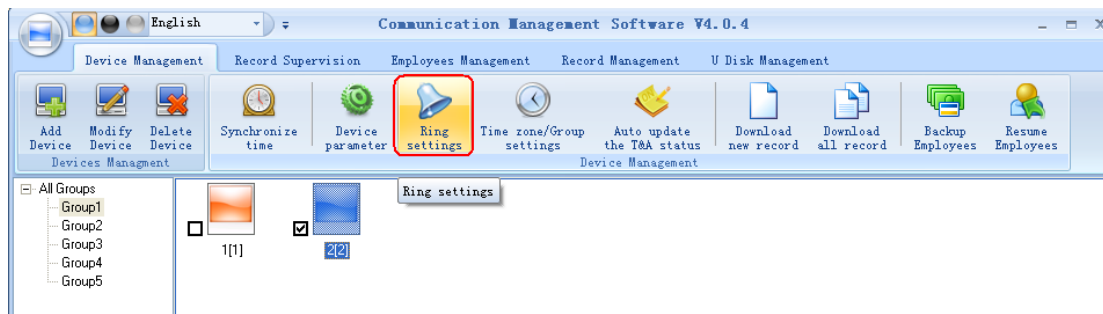 English
Communication Management Software V4.0.4
Device Management
Record Supervision
Employees Management
Record Management
U Disk Management
Add
Device
Modify
Device
Delete
Device
Devices Managment
Synchronize
time
Device
parameter
Ring
settings
Time zone/Group
settings
Auto update
the T&A status
Download
new record
Download
all record
Backup
Employees
Resume
Employees
Device Management
Ring settings
All Groups
Group1
Group2
Group3
Group4
Group5
1[1]
2[2]